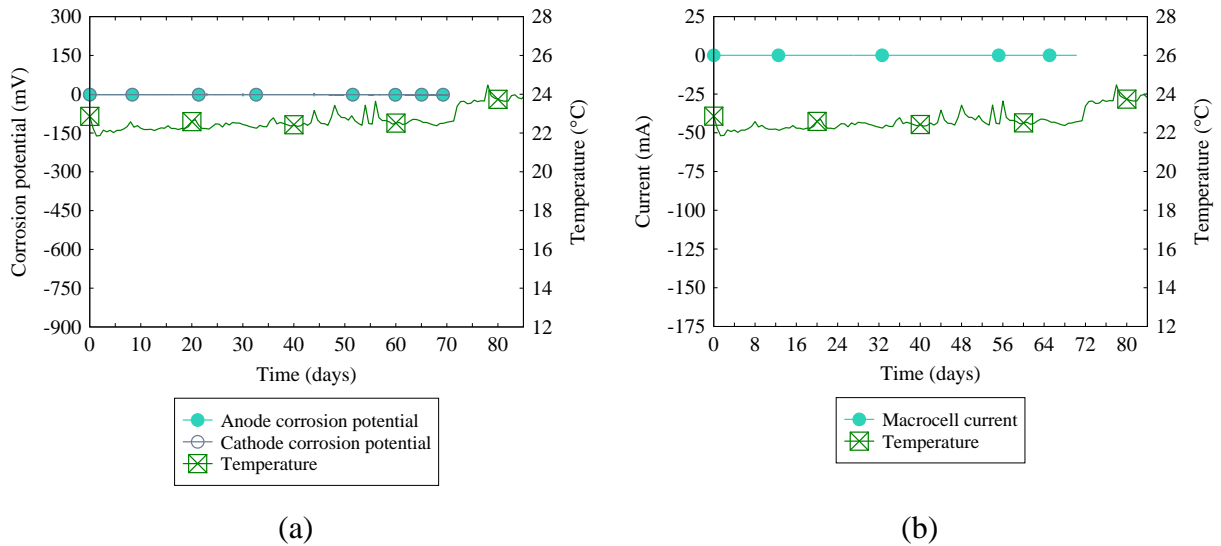 300
150
0
-150
-300
-450
-600
-750
-900
Corrosion potential (mV)
28
26
24
22
20
18
16
14
12
Temperature (°C)
0 10 20 30 40 50 60 70 80
Time (days)
Anode corrosion potential
Cathode corrosion potential
Temperature
(a)
25
0
-25
-50
-75
-100
-125
-150
-175
Current (mA)
28
26
24
22
20
18
16
14
12
Temperature (°C)
0 8 16 24 32 40 48 56 64 72 80
Time (days)
Macrocell current
Temperature
(b)